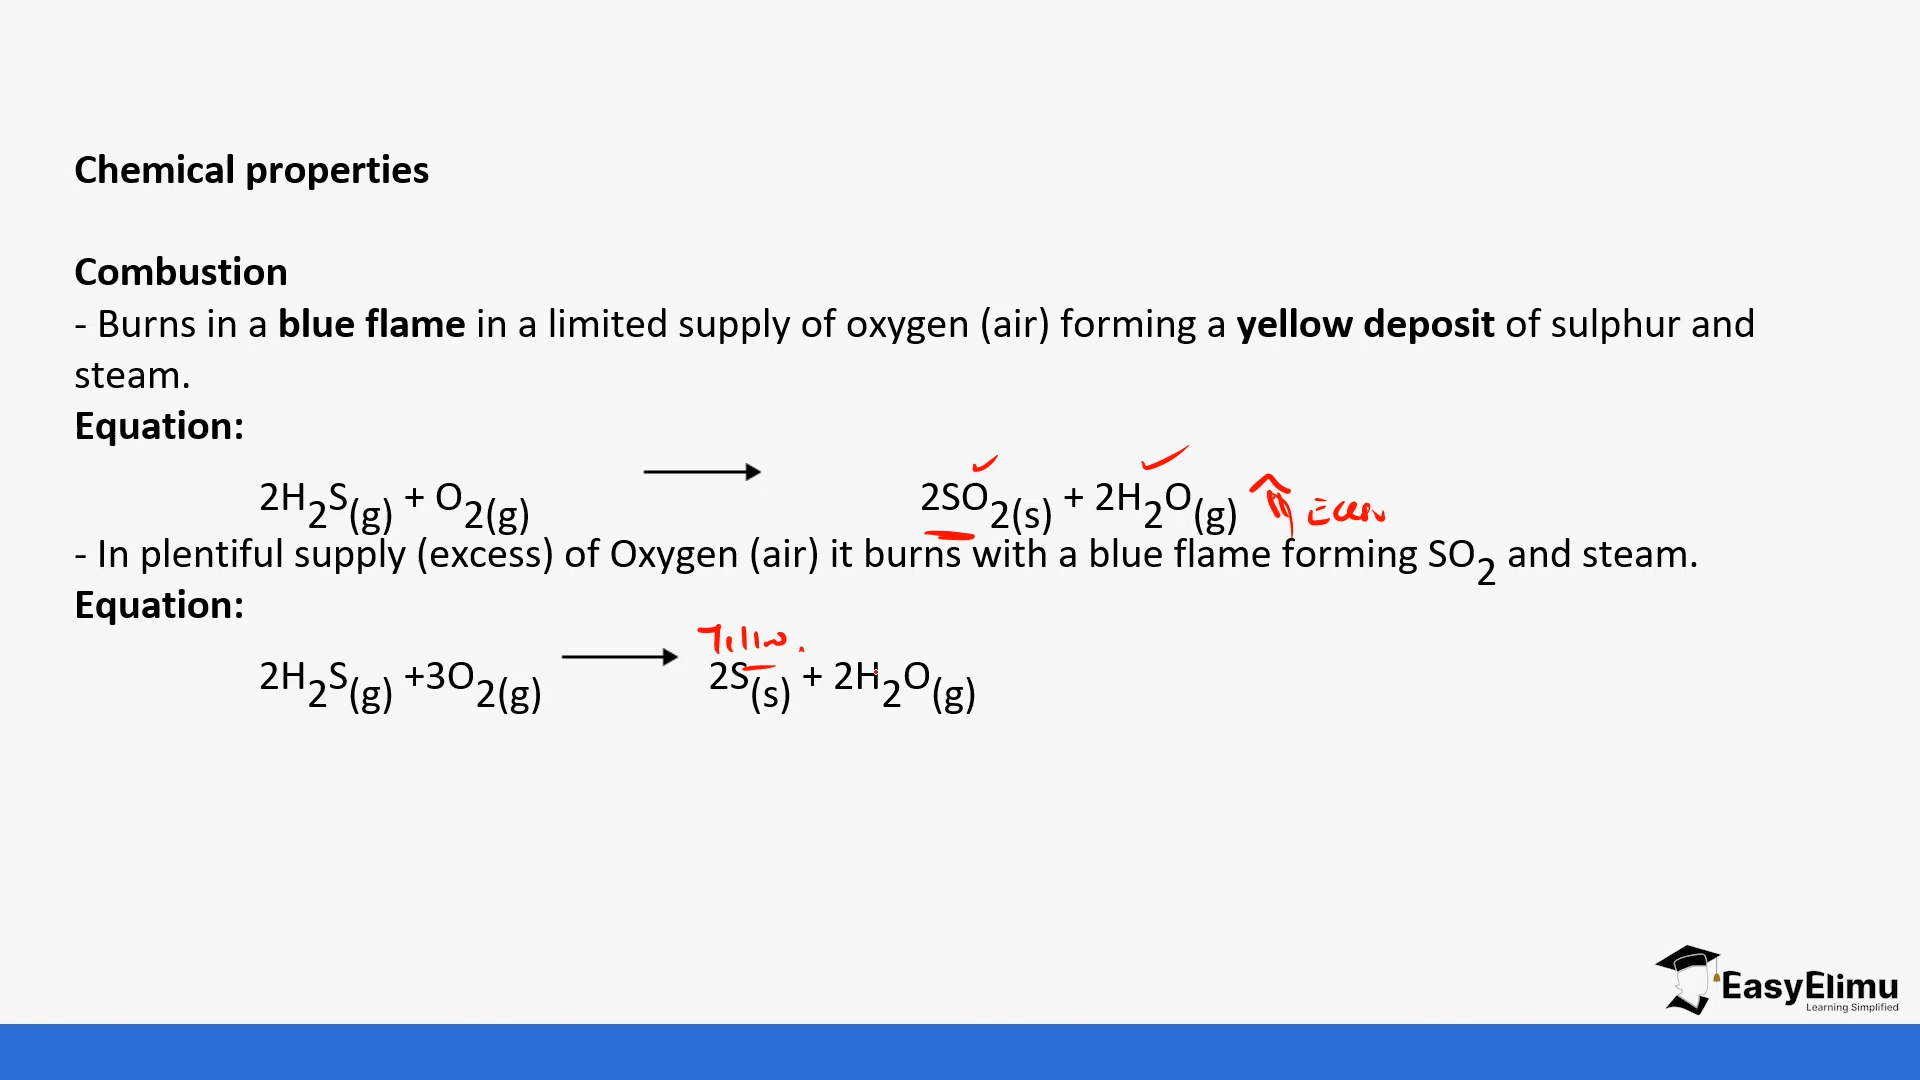 Chemical properties
Combustion
- Burns in a blue flame in a limited supply of oxygen (air) forming a yellow deposit of sulphur and
steam.
Equation:
2H2S(g) + O2(g) → 2SO2(s) + 2H2O(g)
- In plentiful supply (excess) of Oxygen (air) it burns with a blue flame forming SO2 and steam.
Equation:
2H2S(g) +3O2(g) → 2S(s) + 2H2O(g)
EasyElimu
Learning Simplified